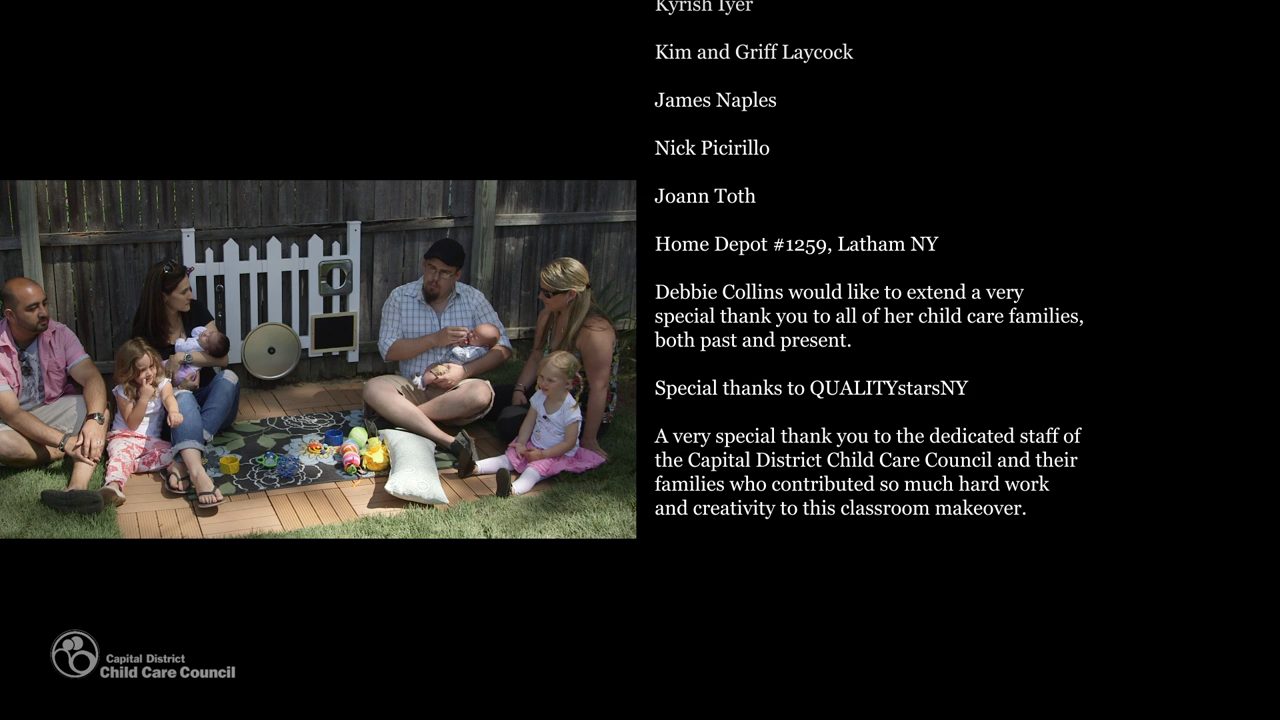 Kyrish Iyer
Kim and Griff Laycock
James Naples
Nick Picirillo
Joann Toth
Home Depot #1259, Latham NY
Debbie Collins would like to extend a very
special thank you to all of her child care families,
both past and present.
Special thanks to QUALITYstarsNY
A very special thank you to the dedicated staff of
the Capital District Child Care Council and their
families who contributed so much hard work
and creativity to this classroom makeover.
Capital District
Child Care Council